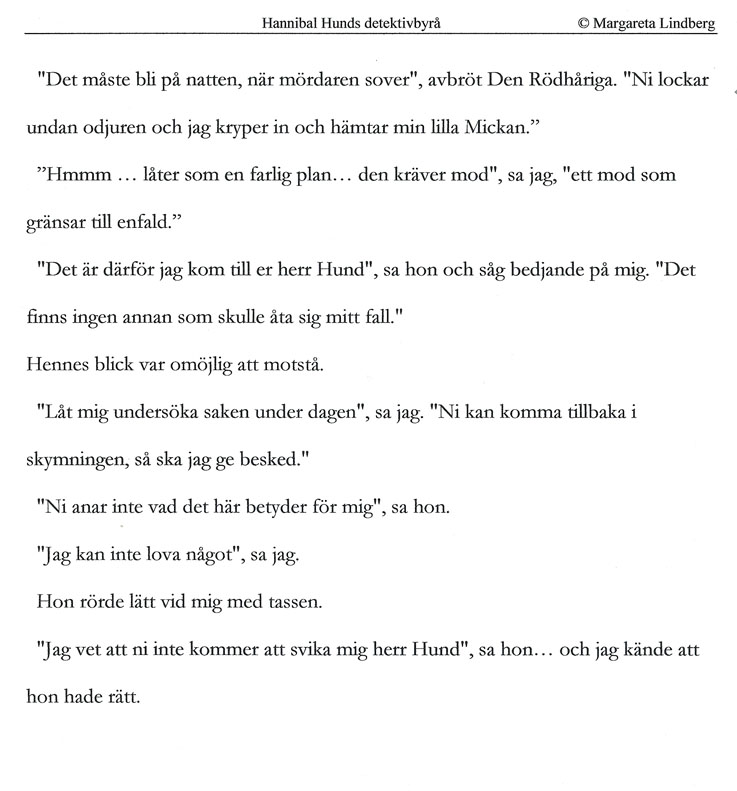 Hannibal Hunds detektivbyrå © Margareta Lindberg
"Det måste bli på natten, när mördaren sover", avbröt Den Rödhåriga. "Ni lockar
undan odjuren och jag kryper in och hämtar min lilla Mickan.”
”Hmmm … låter som en farlig plan… den kräver mod", sa jag, "ett mod som
gränsar till enfald.”
"Det är därför jag kom till er herr Hund", sa hon och såg bedjande på mig. "Det
finns ingen annan som skulle åta sig mitt fall."
Hennes blick var omöjlig att motstå.
"Låt mig undersöka saken under dagen", sa jag. "Ni kan komma tillbaka i
skymningen, så ska jag ge besked."
"Ni anar inte vad det här betyder för mig", sa hon.
"Jag kan inte lova något", sa jag.
Hon rörde lätt vid mig med tassen.
"Jag vet att ni inte kommer att svika mig herr Hund", sa hon… och jag kände att
hon hade rätt.